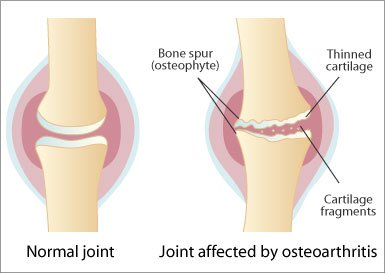 Bone spur
(osteophyte)
Thinned
cartilage
Cartilage
fragments
Normal joint
Joint affected by osteoarthritis